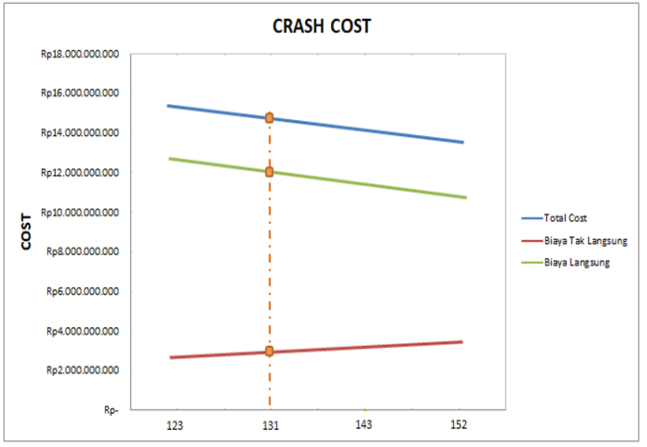 CRASH COST
Rp18.000.000.000
Rp16.000.000.000
Rp14.000.000.000
Rp12.000.000.000
Rp10.000.000.000
Rp8.000.000.000
Rp6.000.000.000
Rp4.000.000.000
Rp2.000.000.000
Rp-
COST
123 131 143 152
Total Cost
Biaya Tak Langsung
Biaya Langsung